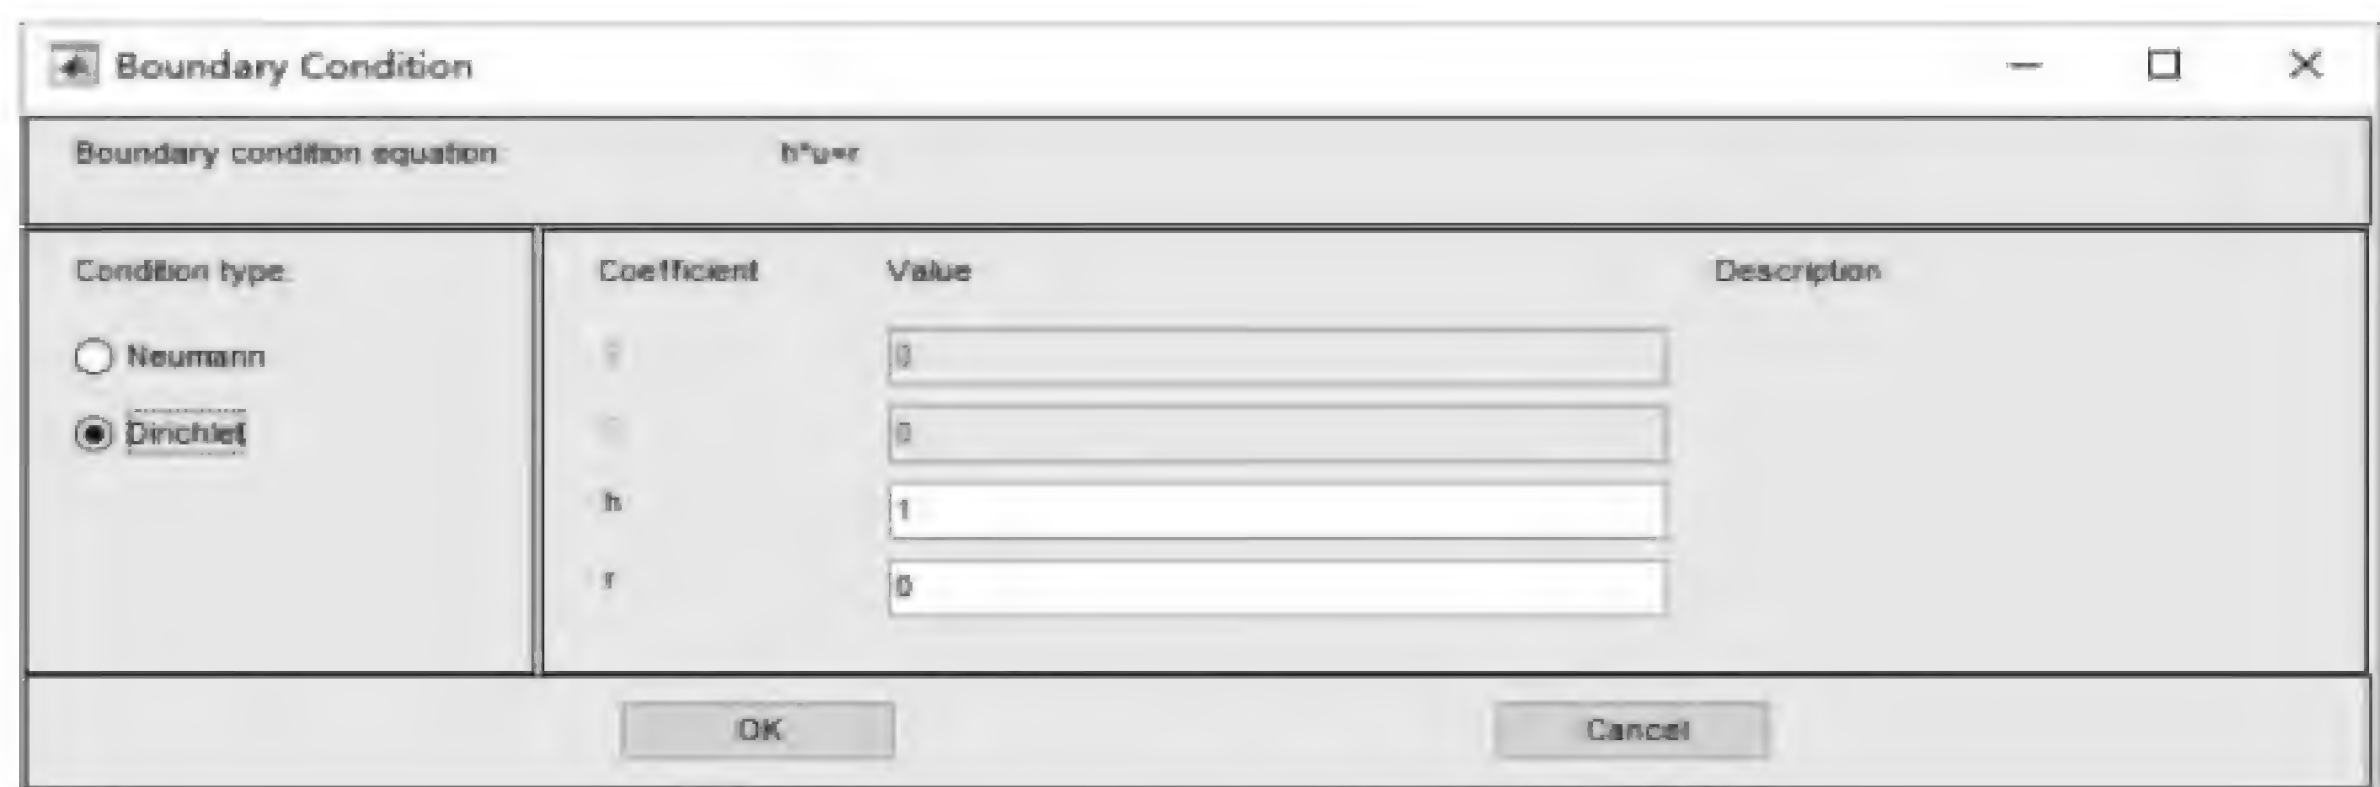 Boundary Condition
Boundary condition equation: h*u=r
Condition type:
Coefficient Value Description
Neumann
0
Dirichlet
0
h 1
r 0
OK Cancel